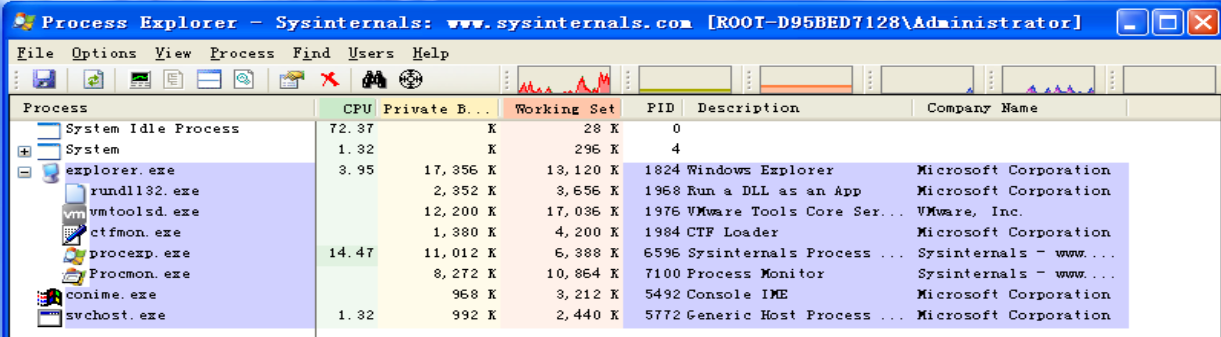 Process Explorer - Sysinternals: www.sysinternals.com [ROOT-D95BED7128\Administrator]
File Options View Process Find Users Help
Process CPU Private B... Working Set PID Description Company Name
System Idle Process 72.37 K 28 K 0
System 1.32 K 296 K 4
explorer.exe 3.95 17,356 K 13,120 K 1824 Windows Explorer Microsoft Corporation
rundll32.exe 2,352 K 3,656 K 1968 Run a DLL as an App Microsoft Corporation
vm vmtoolsd.exe 12,200 K 17,036 K 1976 VMware Tools Core Ser... VMware, Inc.
ctfmon.exe 1,380 K 4,200 K 1984 CTF Loader Microsoft Corporation
procexp.exe 14.47 11,012 K 6,388 K 6596 Sysinternals Process ... Sysinternals - www....
Procmon.exe 8,272 K 10,864 K 7100 Process Monitor Sysinternals - www....
conime.exe 968 K 3,212 K 5492 Console IME Microsoft Corporation
svchost.exe 1.32 992 K 2,440 K 5772 Generic Host Process ... Microsoft Corporation